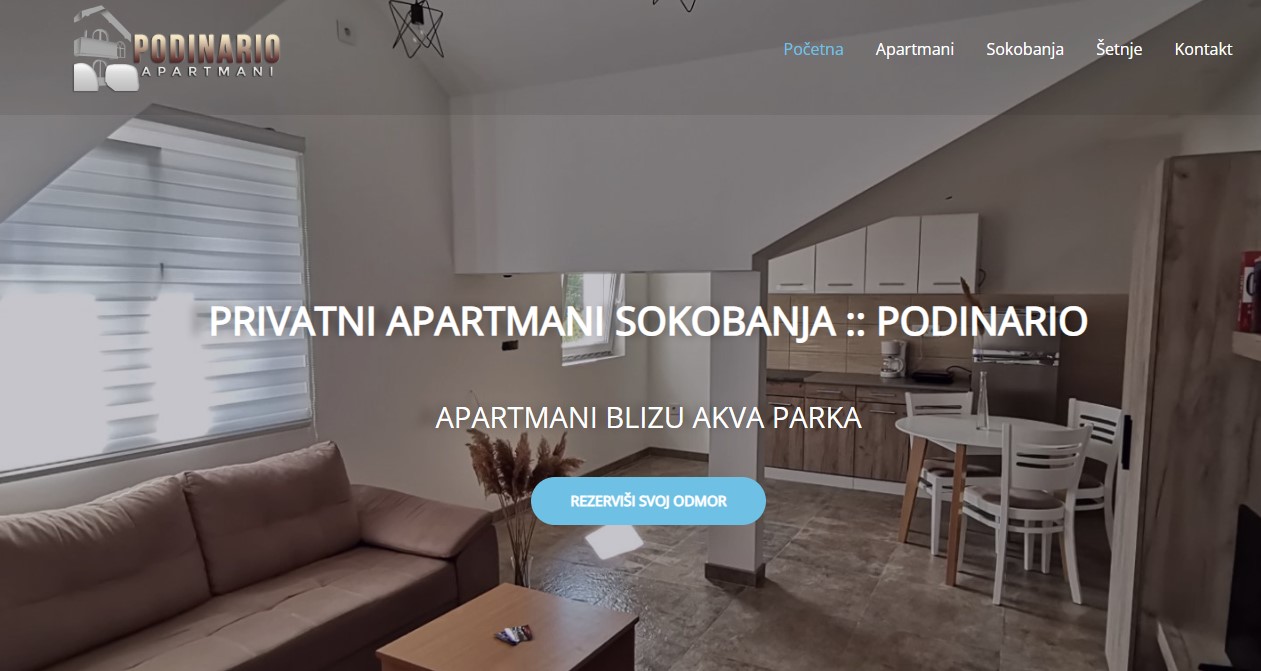 PODINARIO
APARTMANI
Početna Apartmani Sokobanja Šetnje Kontakt
PRIVATNI APARTMANI SOKOBANJA :: PODINARIO
APARTMANI BLIZU AKVA PARKA
REZERVIŠI SVOJ ODMOR